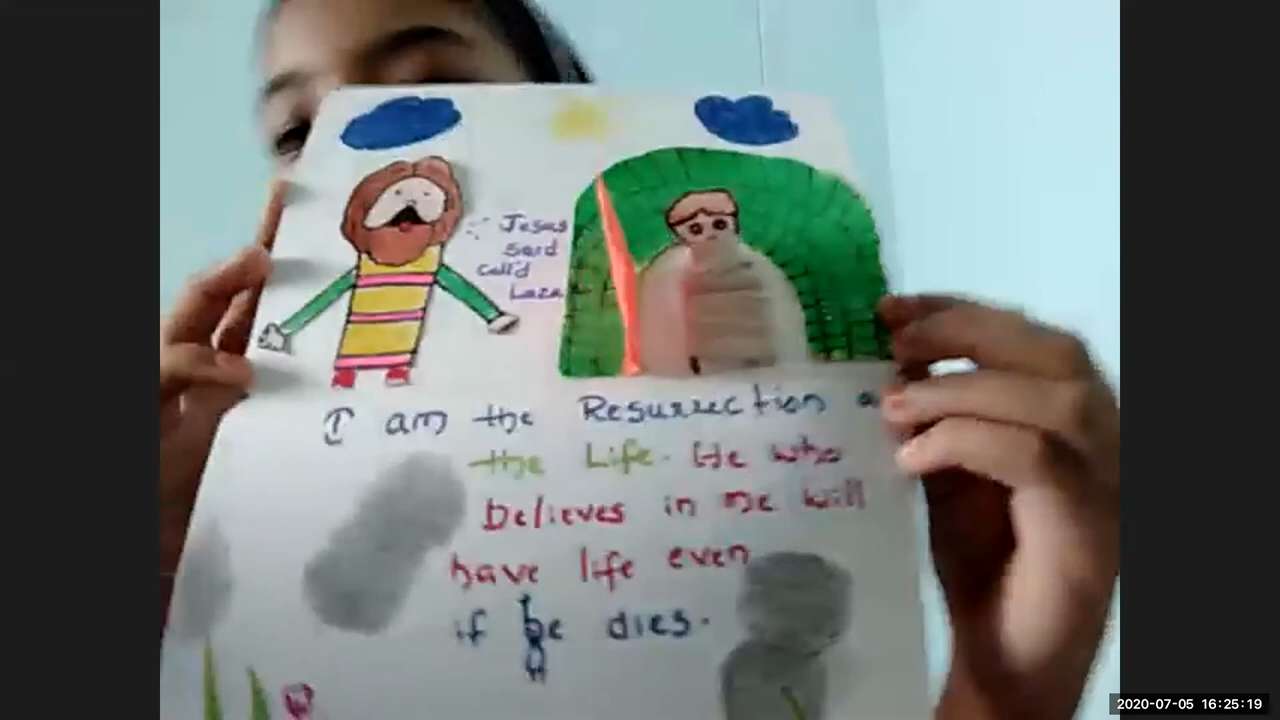 Jesus
Said
Call'd
Laza
I am the Resurrection a
the Life. He who
believes in me will
have life even
if he dies.
2020-07-05 16:25:19